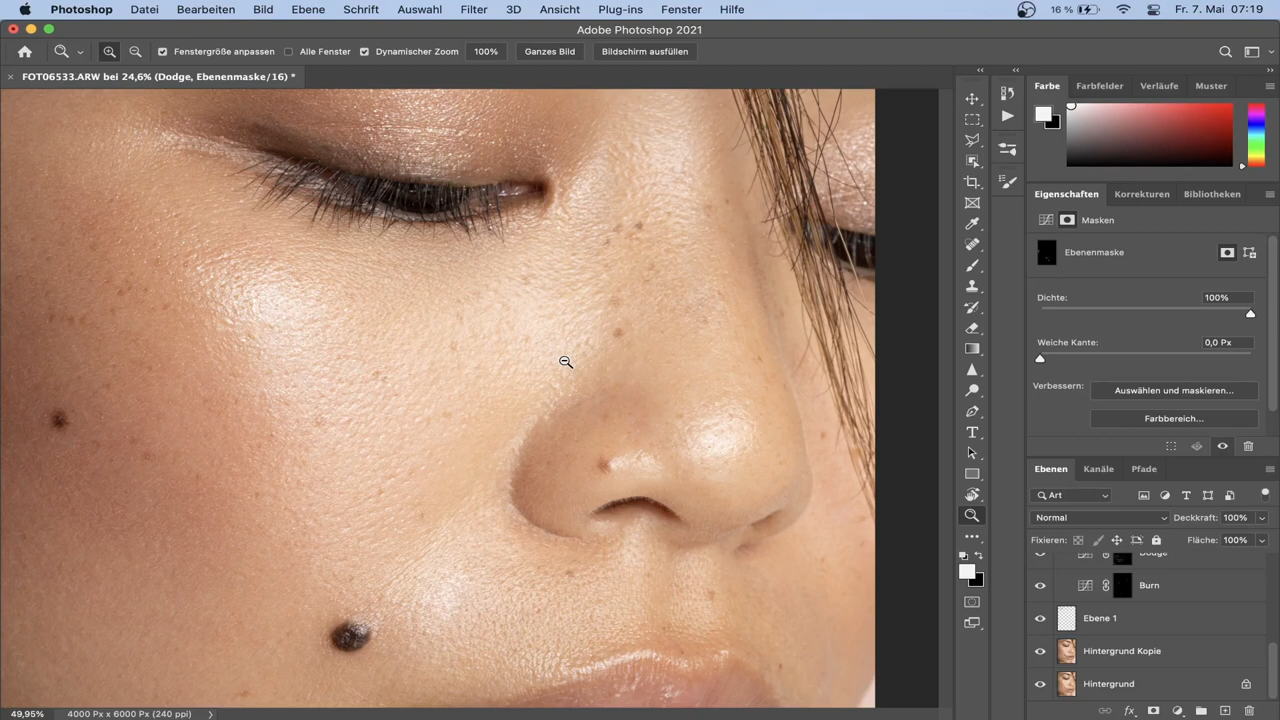 Photoshop Datei Bearbeiten Bild Ebene Schrift Auswahl Filter 3D Ansicht Plug-ins Fenster Hilfe 16 % Fr. 7. Mai 07:19
Adobe Photoshop 2021
Fenstergröße anpassen Alle Fenster Dynamischer Zoom 100% Ganzes Bild Bildschirm ausfüllen
× FOT06533.ARW bei 24,6% (Dodge, Ebenenmaske/16) *
Farbe Farbfelder Verläufe Muster
Eigenschaften Korrekturen Bibliotheken
Masken
Ebenenmaske
Dichte: 100%
Weiche Kante: 0,0 Px
Verbessern: Auswählen und maskieren...
Farbbereich...
Ebenen Kanäle Pfade
Art
Normal Deckkraft: 100%
Fixieren: Fläche: 100%
Dodge
Burn
Ebene 1
Hintergrund Kopie
Hintergrund
fx
49,95% 4000 Px x 6000 Px (240 ppi)